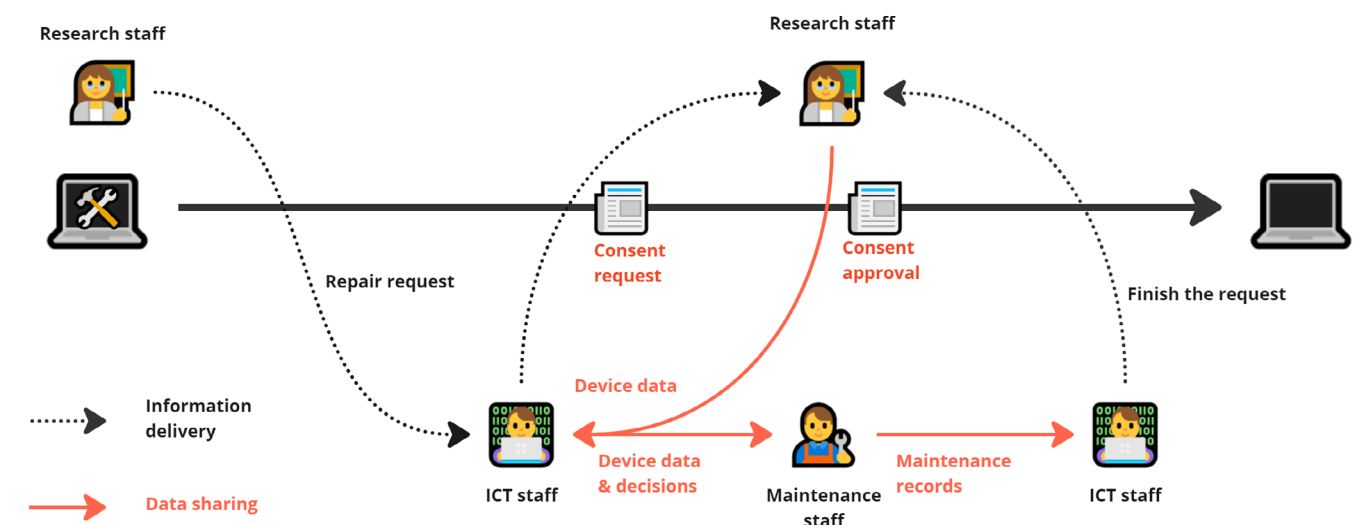 Research staff
Research staff
Consent
request
Consent
approval
Repair request
Finish the request
Device data
Information
delivery
Device data
& decisions
Maintenance
records
ICT staff
Maintenance
staff
ICT staff
Data sharing